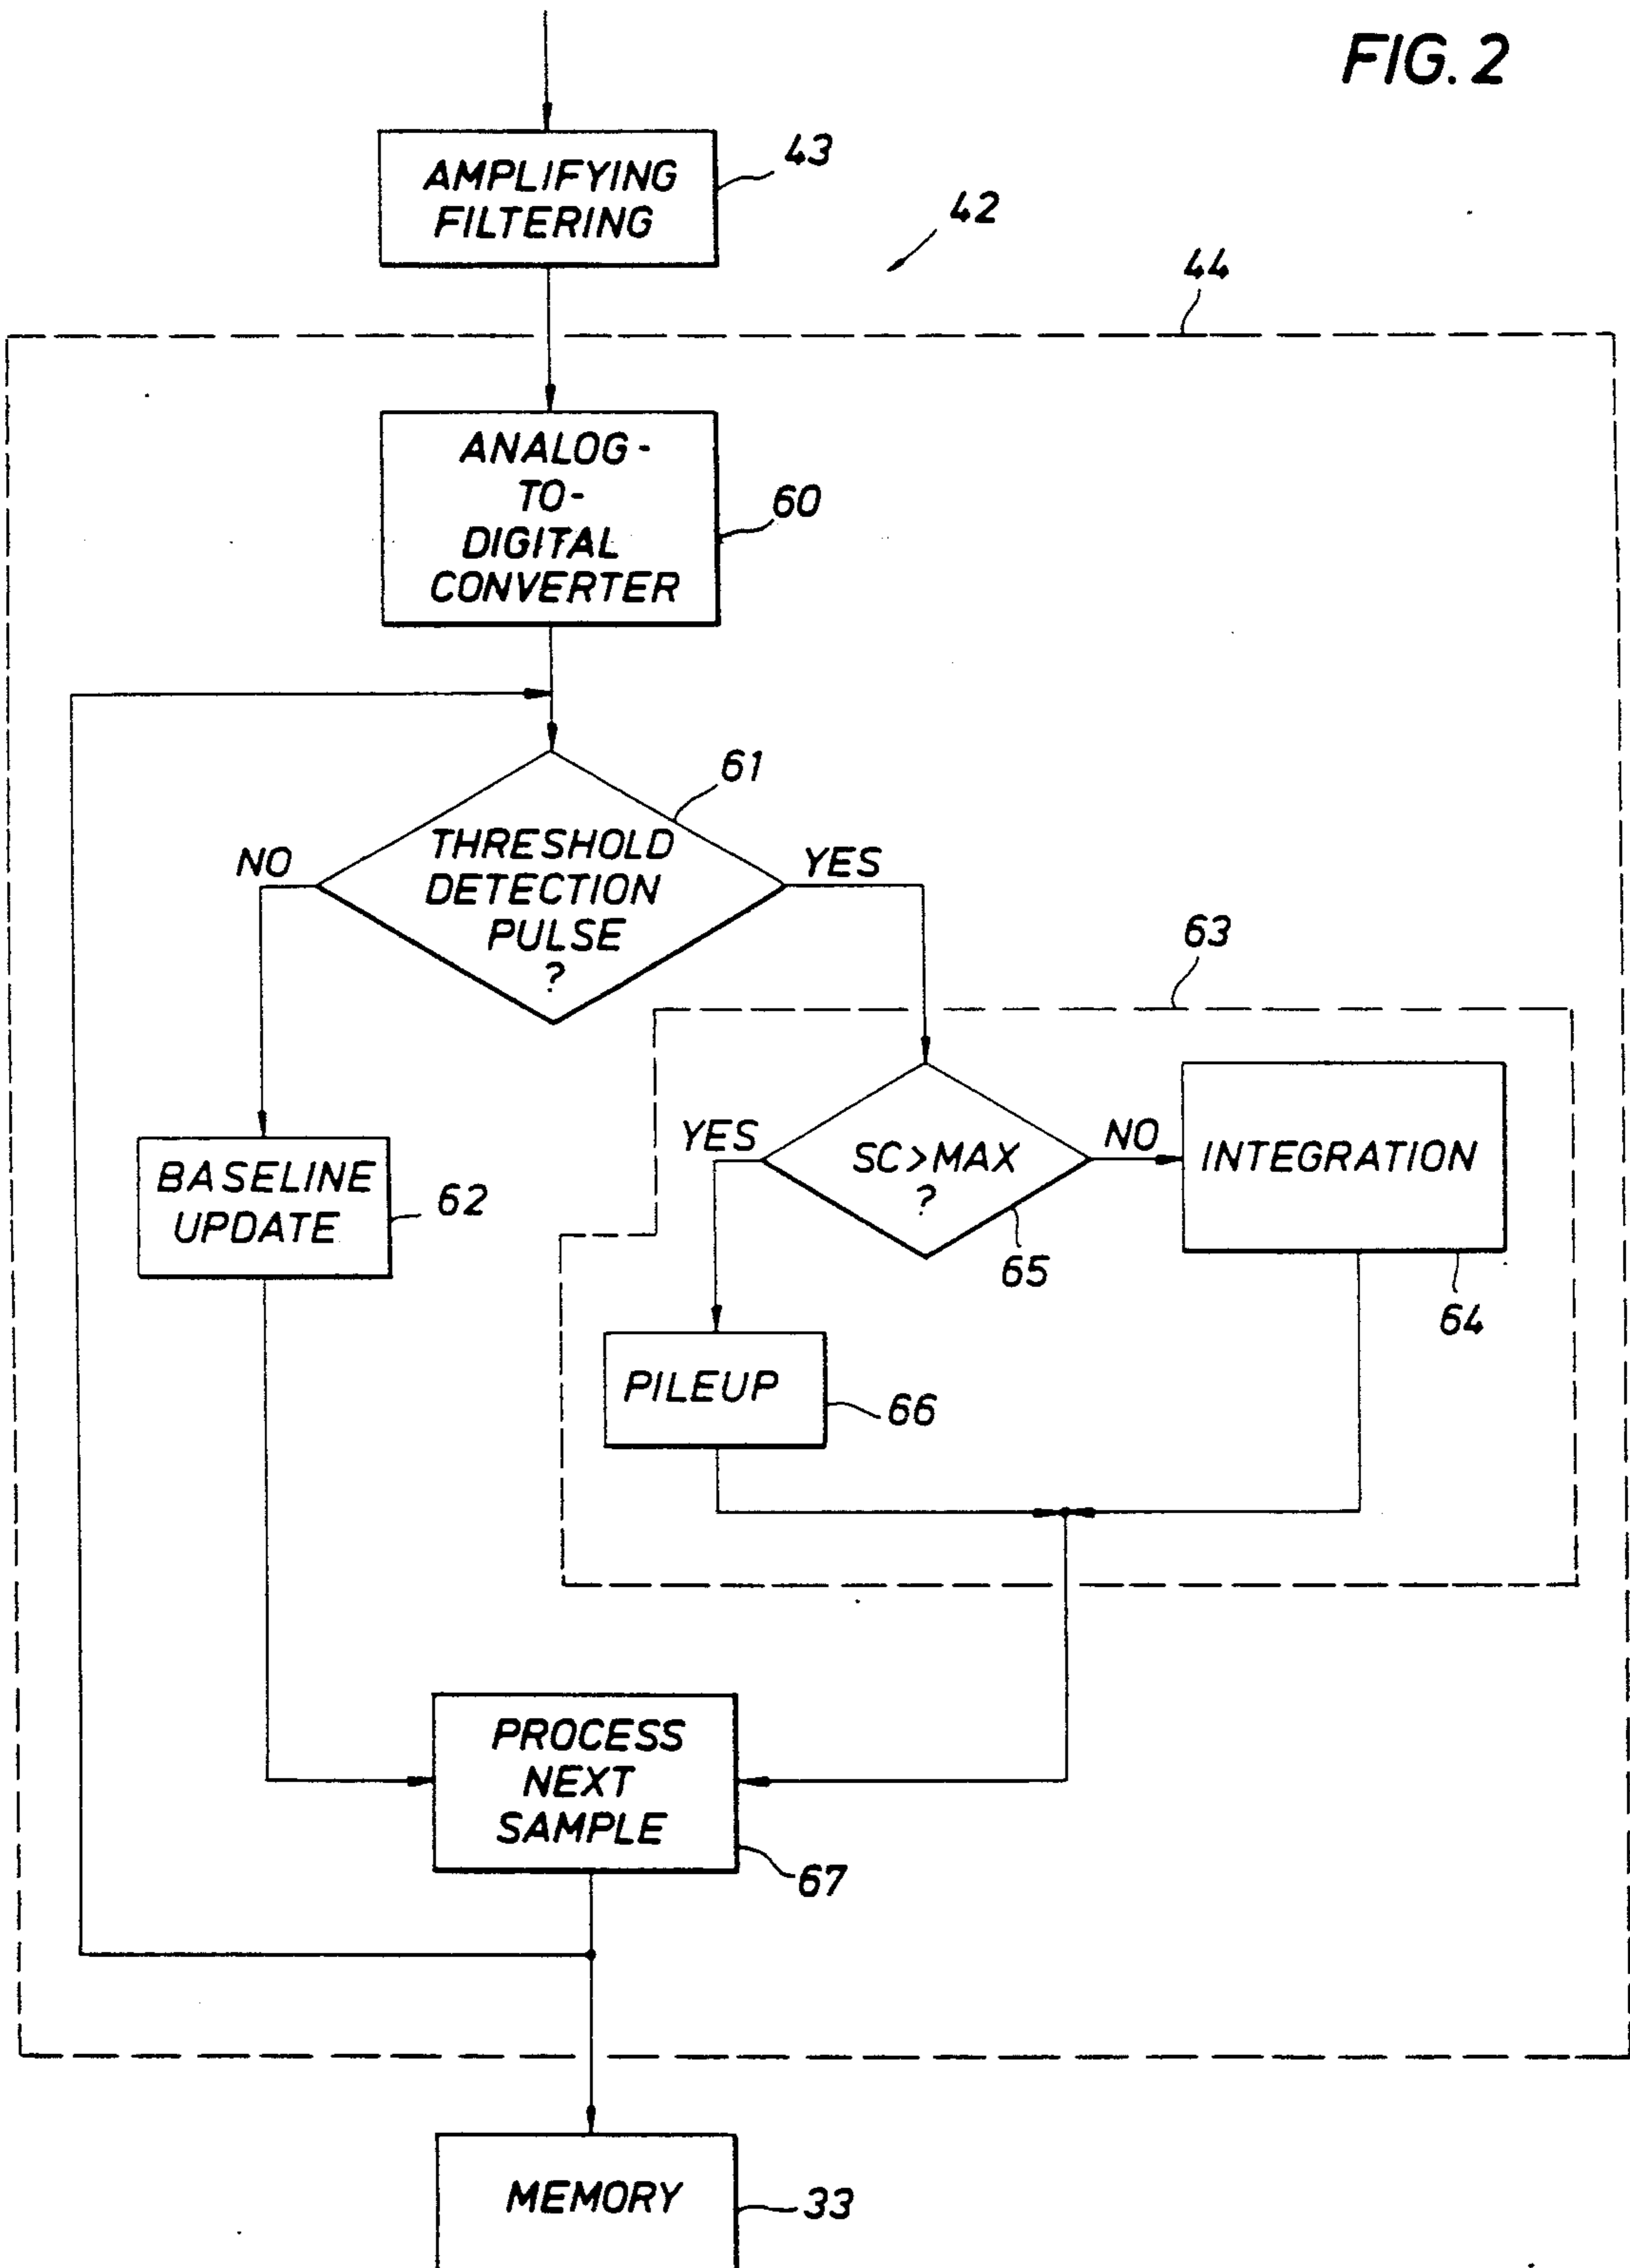 FIG. 2
AMPLIFYING
FILTERING
43
42
44
ANALOG-
TO-
DIGITAL
CONVERTER
60
61
THRESHOLD
DETECTION
PULSE
?
NO
YES
63
SC>MAX
?
YES
NO
65
INTEGRATION
64
BASELINE
UPDATE
62
PILEUP
66
PROCESS
NEXT
SAMPLE
67
MEMORY
33